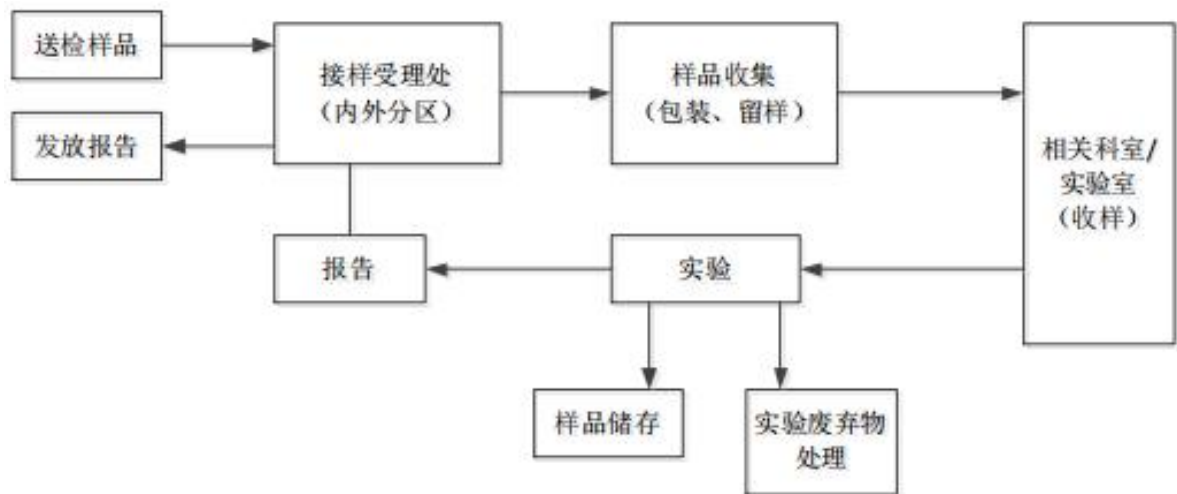 送检样品
接样受理处
（内外分区）
样品收集
（包装、留样）
发放报告
相关科室/
实验室
（收样）
报告
实验
样品储存
实验废弃物
处理